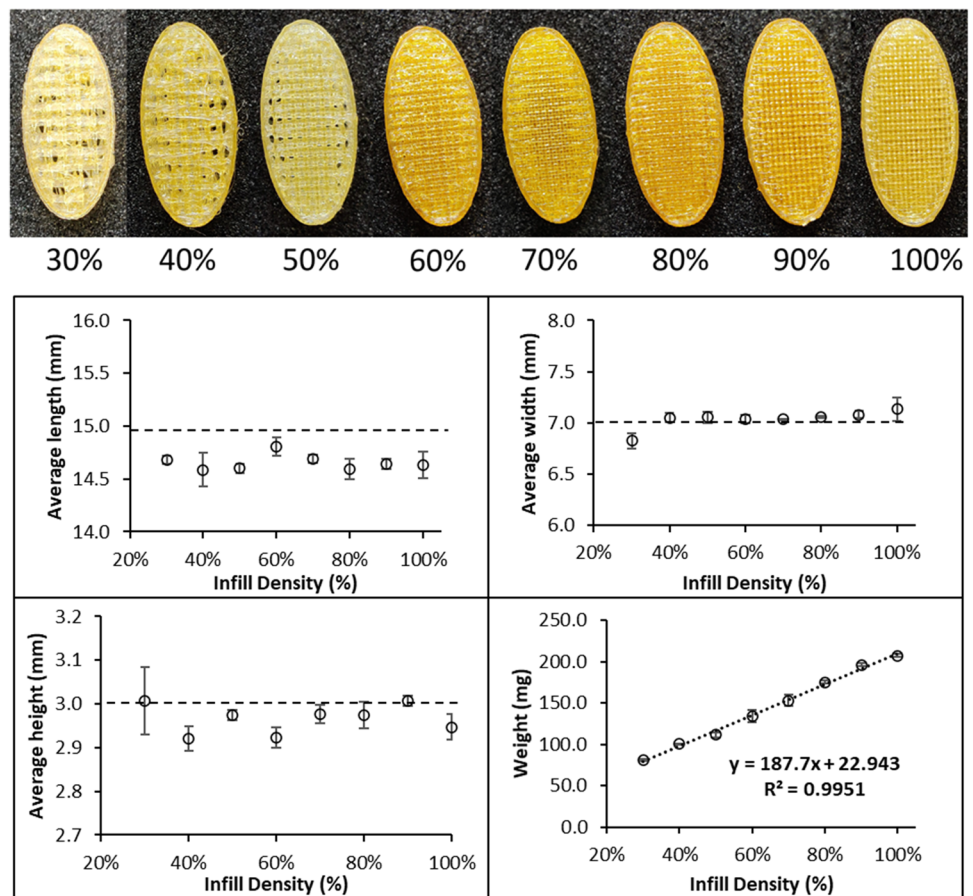 30% 40% 50% 60% 70% 80% 90% 100%
Average length (mm)
16.0
15.5
15.0
14.5
14.0
20% 40% 60% 80% 100%
Infill Density (%)
Average width (mm)
8.0
7.5
7.0
6.5
6.0
20% 40% 60% 80% 100%
Infill Density (%)
Average height (mm)
3.2
3.1
3.0
2.9
2.8
2.7
20% 40% 60% 80% 100%
Infill Density (%)
Weight (mg)
250.0
200.0
150.0
100.0
50.0
0.0
y = 187.7x + 22.943
R² = 0.9951
20% 40% 60% 80% 100%
Infill Density (%)